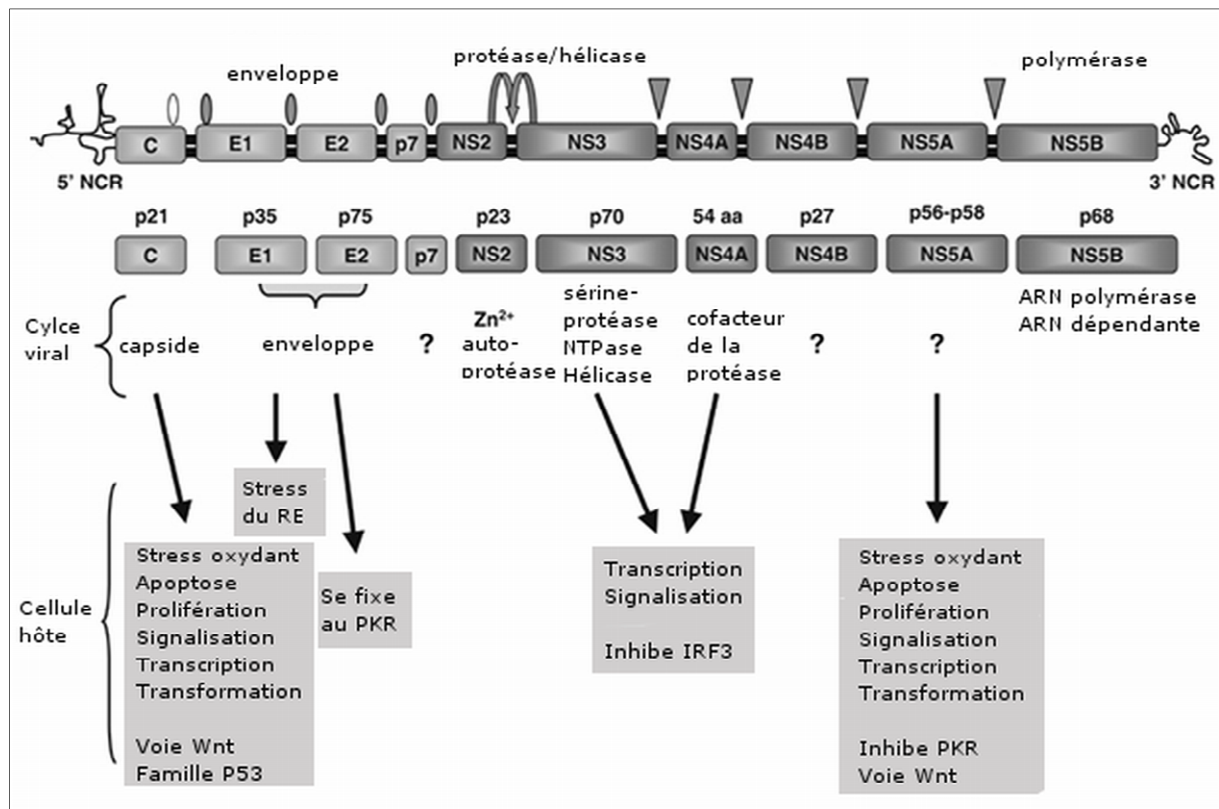 enveloppe
protéase/hélicase
polymérase
C
E1
E2
p7
NS2
NS3
NS4A
NS4B
NS5A
NS5B
5' NCR
3' NCR
p21
p35
p75
p23
p70
54 aa
p27
p56-p58
p68
C
E1
E2
p7
NS2
NS3
NS4A
NS4B
NS5A
NS5B
Cylce
viral
capside
enveloppe
?
Zn²⁺
auto-
protéase
sérine-
protéase
NTPase
Hélicase
cofacteur
de la
protéase
?
?
ARN polymérase
ARN dépendante
Cellule
hôte
Stress oxydant
Apoptose
Prolifération
Signalisation
Transcription
Transformation
Voie Wnt
Famille P53
Stress
du RE
Se fixe
au PKR
Transcription
Signalisation
Inhibe IRF3
Stress oxydant
Apoptose
Prolifération
Signalisation
Transcription
Transformation
Inhibe PKR
Voie Wnt